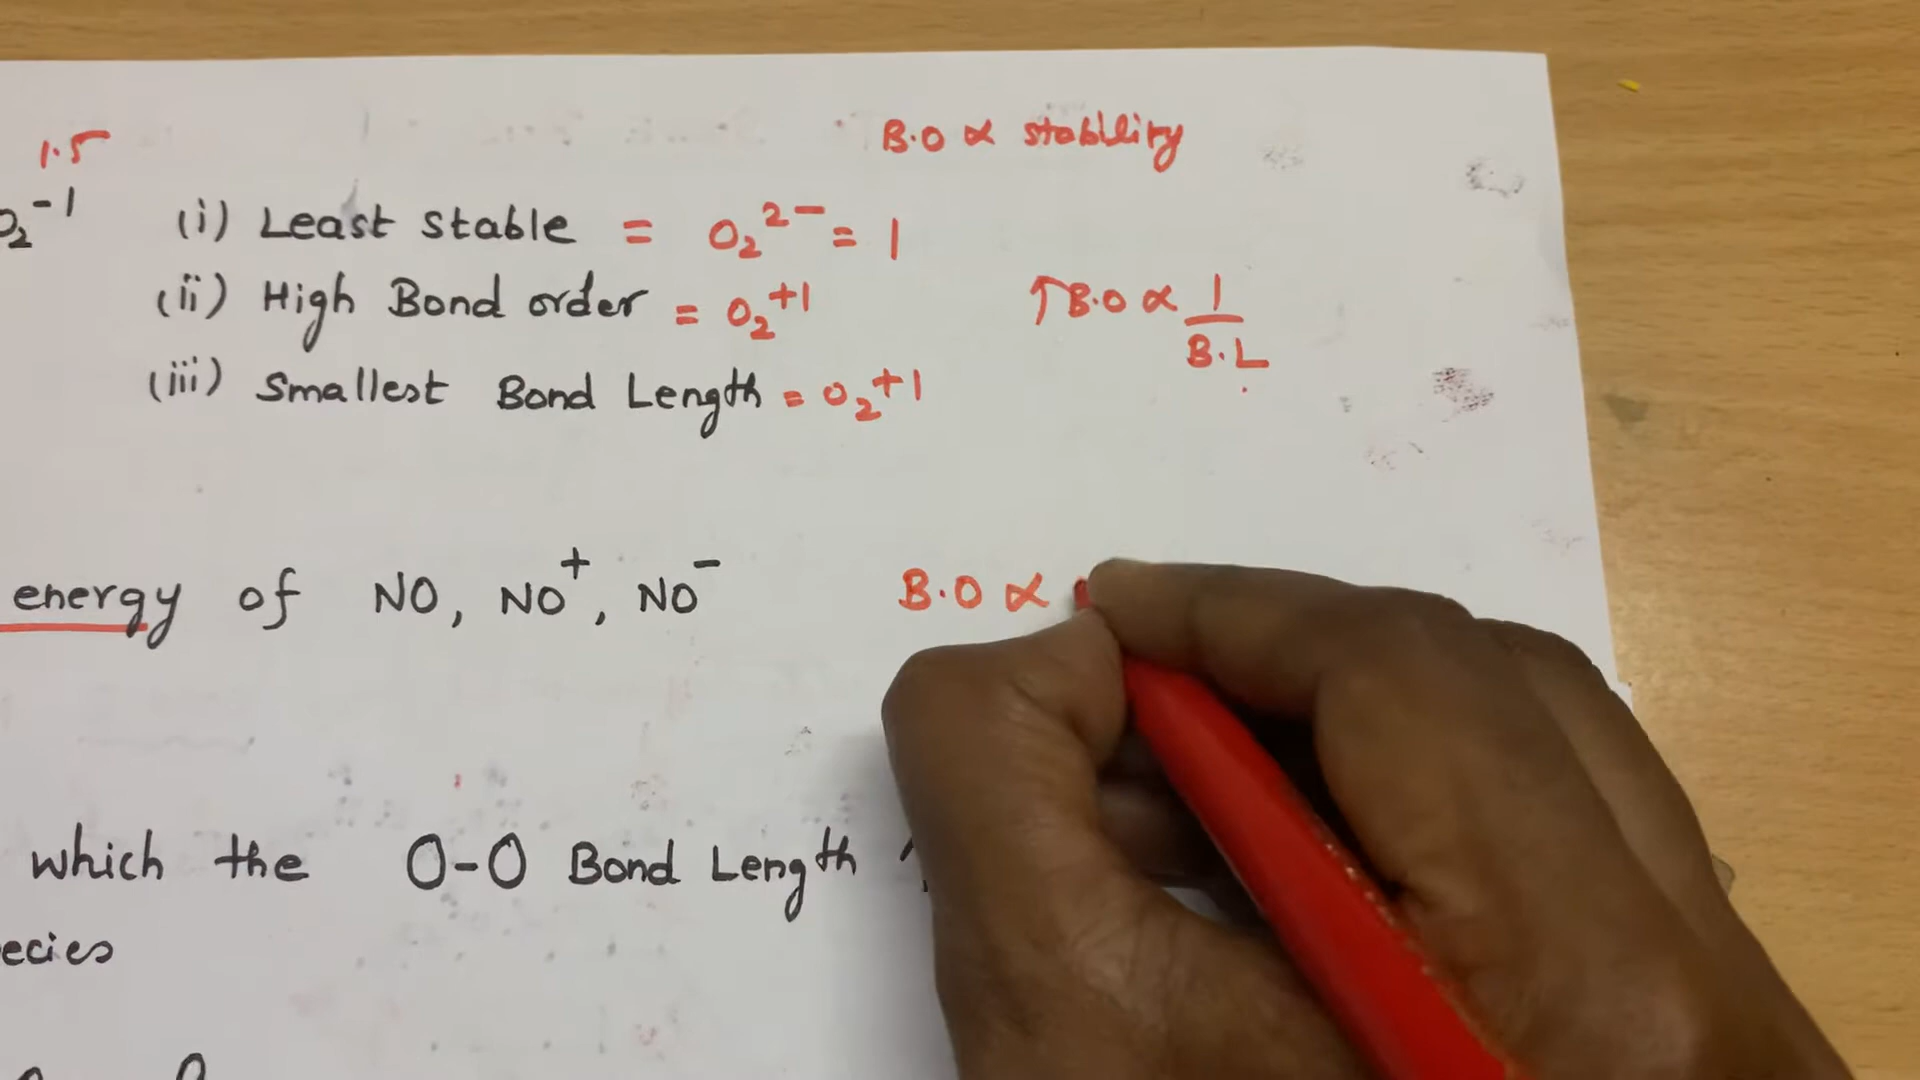 B.O ∝ stability
1.5
O₂⁻¹ (i) Least stable = O₂²⁻ = 1
(ii) High Bond order = O₂⁺¹ ↑B.O ∝ 1/B.L
(iii) Smallest Bond Length = O₂⁺¹
energy of NO, NO⁺, NO⁻ B.O ∝
which the O-O Bond Length
ecies